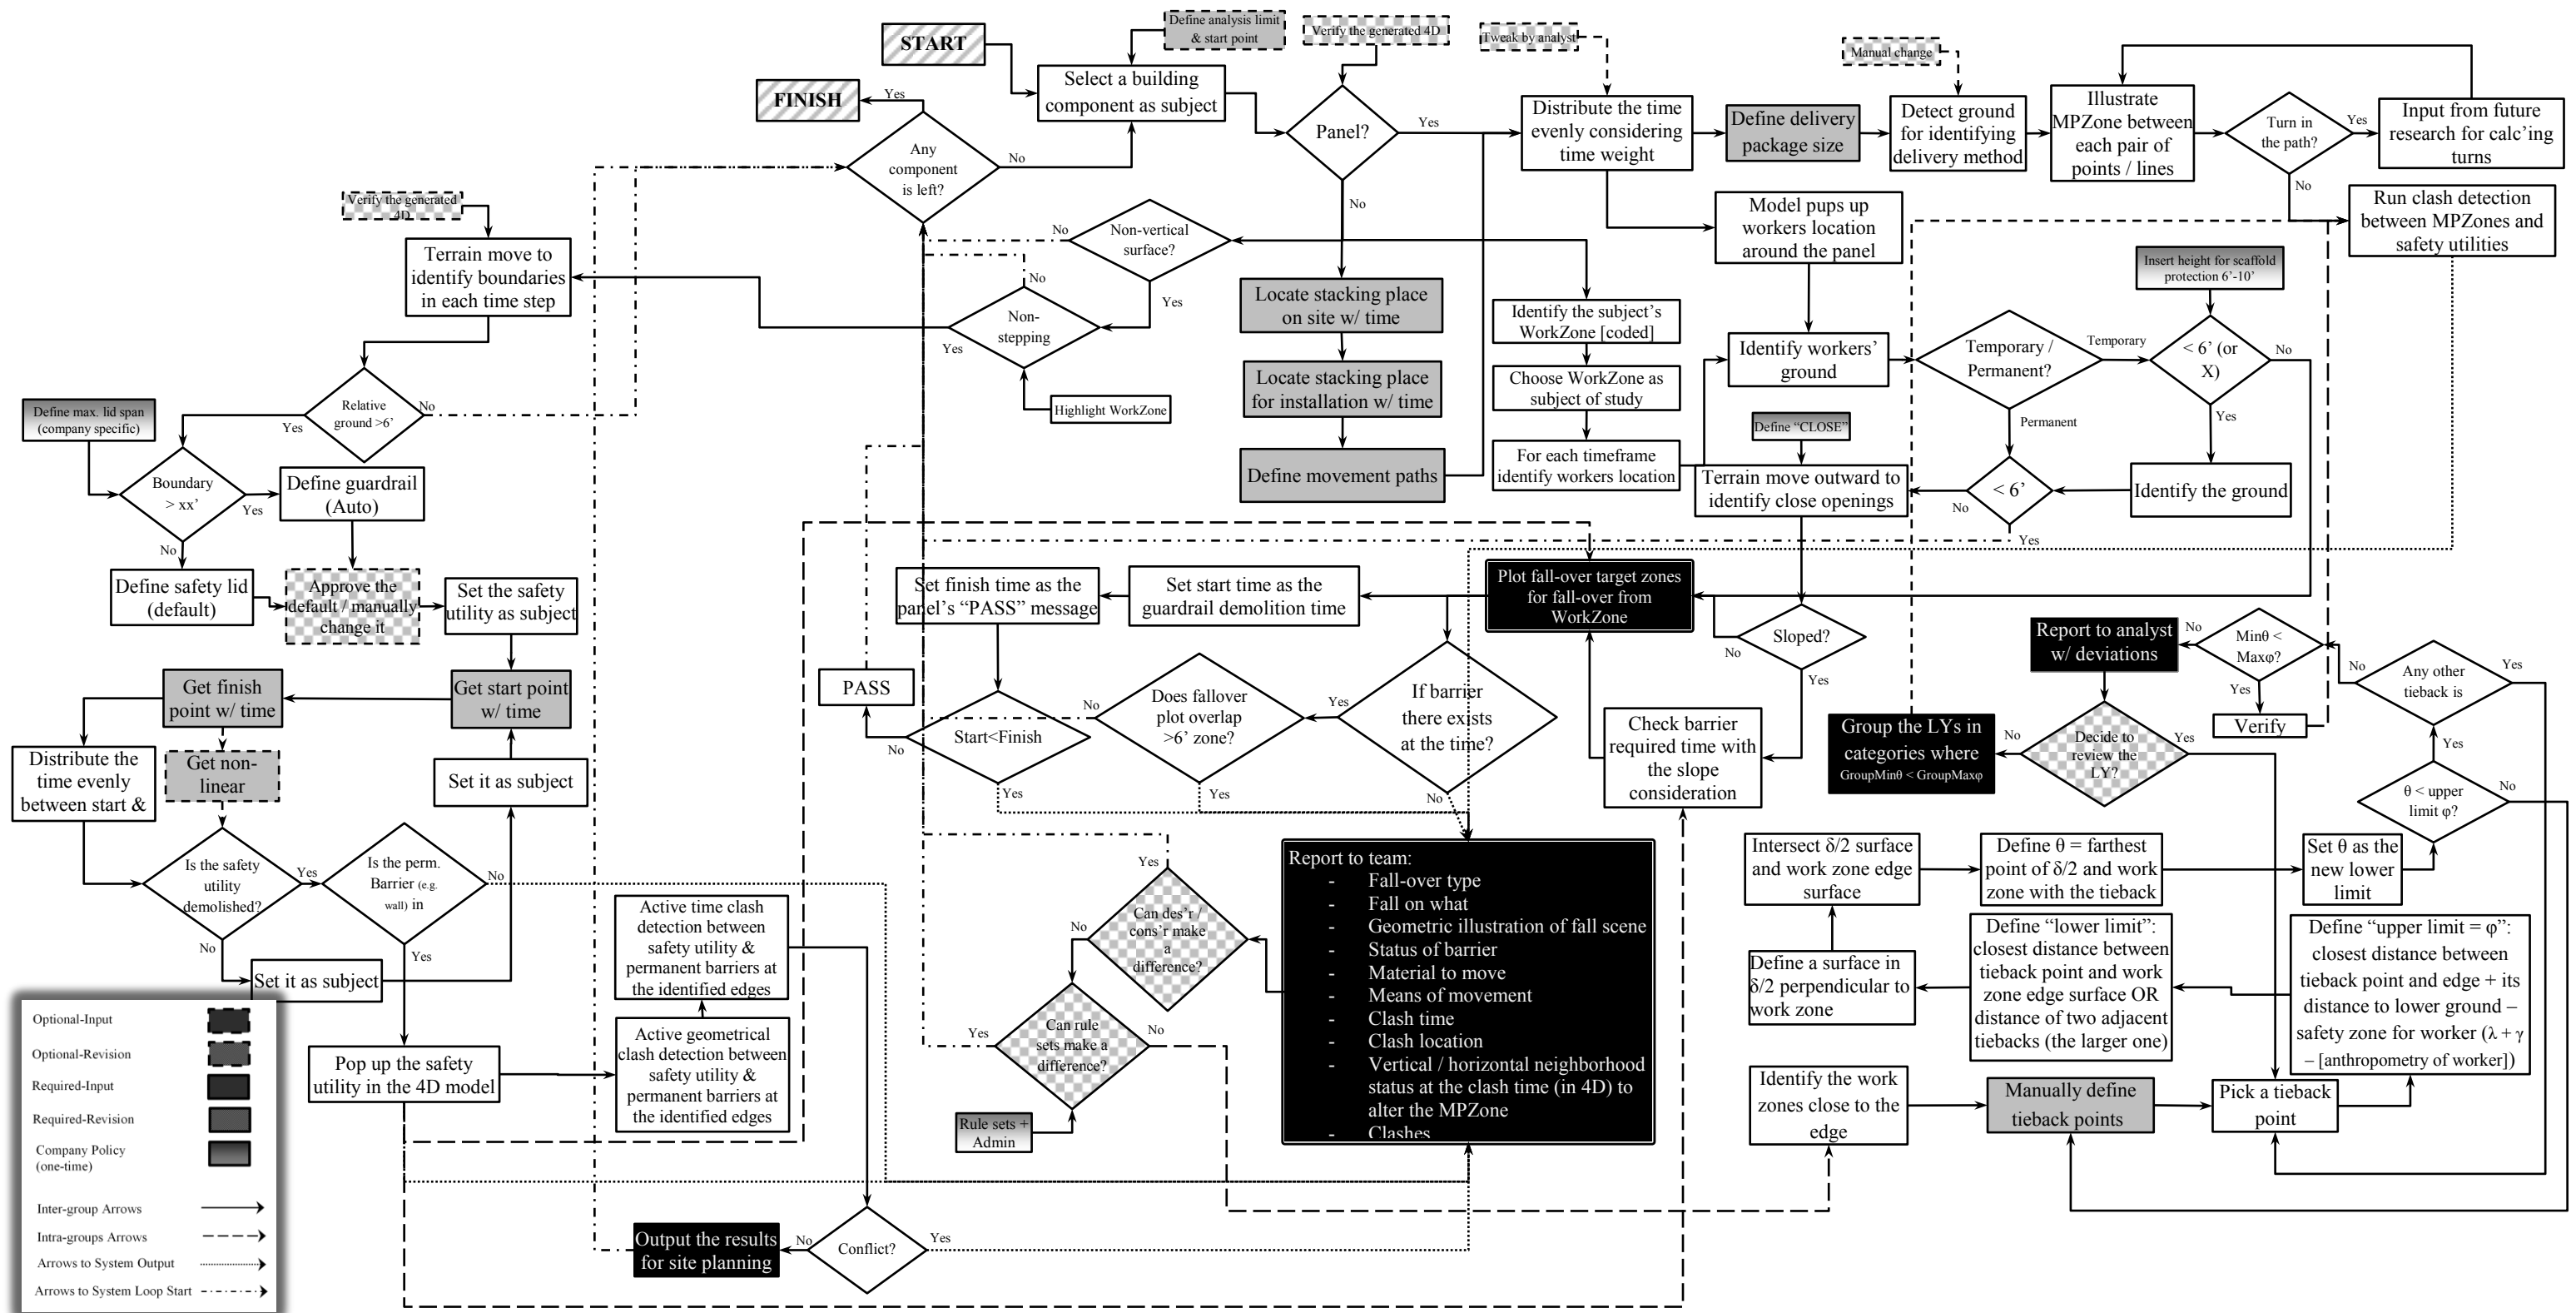 Define analysis limit
& start point
Verify the generated 4D
Tweak by analyst
Manual change
START
Select a building
component as subject
FINISH
Yes
Any
component
is left?
No
Panel?
Yes
No
Distribute the time
evenly considering
time weight
Define delivery
package size
Detect ground
for identifying
delivery method
Illustrate
MPZone between
each pair of
points / lines
Turn in
the path?
Yes
No
Input from future
research for calc'ing
turns
Run clash detection
between MPZones and
safety utilities
Verify the generated
4D
Terrain move to
identify boundaries
in each time step
Non-vertical
surface?
No
Yes
Non-
stepping
No
Yes
Highlight WorkZone
Locate stacking place
on site w/ time
Locate stacking place
for installation w/ time
Define movement paths
Identify the subject's
WorkZone [coded]
Choose WorkZone as
subject of study
For each timeframe
identify workers location
Model pups up
workers location
around the panel
Identify workers'
ground
Temporary /
Permanent?
Temporary
Permanent
Insert height for scaffold
protection 6'-10'
< 6' (or
X)
No
Yes
Identify the ground
< 6'
No
Yes
Define "CLOSE"
Terrain move outward to
identify close openings
Relative
ground >6'
No
Yes
Define max. lid span
(company specific)
Boundary
> xx'
Yes
No
Define guardrail
(Auto)
Define safety lid
(default)
Approve the
default / manually
change it
Set the safety
utility as subject
Get start point
w/ time
Get finish
point w/ time
Get non-
linear
Distribute the
time evenly
between start &
Set it as subject
Is the safety
utility
demolished?
Yes
No
Is the perm.
Barrier (e.g.
wall) in
No
Yes
Set it as subject
Pop up the safety
utility in the 4D model
Active time clash
detection between
safety utility &
permanent barriers at
the identified edges
Active geometrical
clash detection between
safety utility &
permanent barriers at
the identified edges
Conflict?
No
Yes
Output the results
for site planning
Set finish time as the
panel's "PASS" message
Set start time as the
guardrail demolition time
Plot fall-over target zones
for fall-over from
WorkZone
Sloped?
No
Yes
PASS
Start<Finish
No
Yes
Does fallover
plot overlap
>6' zone?
No
Yes
If barrier
there exists
at the time?
Yes
No
Check barrier
required time with
the slope
consideration
Report to team:
- Fall-over type
- Fall on what
- Geometric illustration of fall scene
- Status of barrier
- Material to move
- Means of movement
- Clash time
- Clash location
- Vertical / horizontal neighborhood
status at the clash time (in 4D) to
alter the MPZone
- Clashes
Can des'r /
cons'r make
a
difference?
Yes
No
Can rule
sets make a
difference?
Yes
No
Rule sets +
Admin
Report to analyst
w/ deviations
Minθ <
Maxφ?
No
Yes
Verify
Any other
tieback is
No
Yes
Group the LYs in
categories where
GroupMinθ < GroupMaxφ
Decide to
review the
LY?
No
Yes
θ < upper
limit φ?
Yes
No
Intersect δ/2 surface
and work zone edge
surface
Define θ = farthest
point of δ/2 and work
zone with the tieback
Set θ as the
new lower
limit
Define a surface in
δ/2 perpendicular to
work zone
Define "lower limit":
closest distance between
tieback point and work
zone edge surface OR
distance of two adjacent
tiebacks (the larger one)
Define "upper limit = φ":
closest distance between
tieback point and edge + its
distance to lower ground –
safety zone for worker (λ + γ
– [anthropometry of worker])
Identify the work
zones close to the
edge
Manually define
tieback points
Pick a tieback
point
Optional-Input
Optional-Revision
Required-Input
Required-Revision
Company Policy
(one-time)
Inter-group Arrows
Intra-groups Arrows
Arrows to System Output
Arrows to System Loop Start